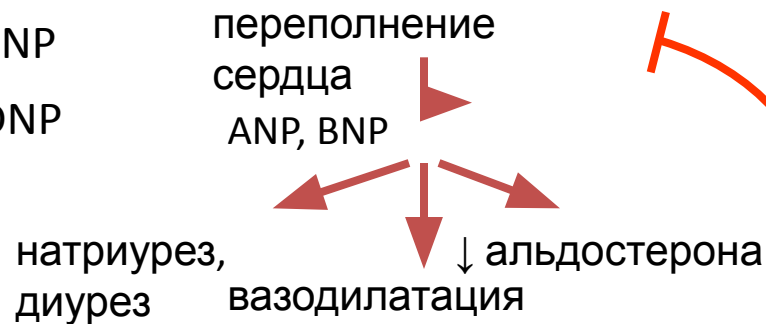 NP
переполнение
сердца
NP
ANP, BNP
натриурез,
диурез
вазодилатация
↓ альдостерона